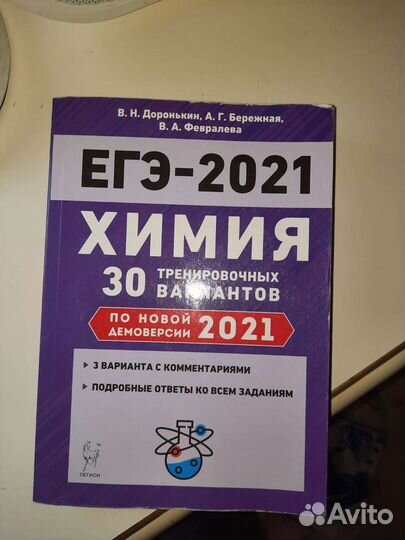 В. Н. Доронькин, А. Г. Бережная,
В. А. Февралева
ЕГЭ-2021
ХИМИЯ
30 ТРЕНИРОВОЧНЫХ
ВАРИАНТОВ
ПО НОВОЙ
ДЕМОВЕРСИИ 2021
3 ВАРИАНТА С КОММЕНТАРИЯМИ
ПОДРОБНЫЕ ОТВЕТЫ КО ВСЕМ ЗАДАНИЯМ
ЛЕГИОН
Avito